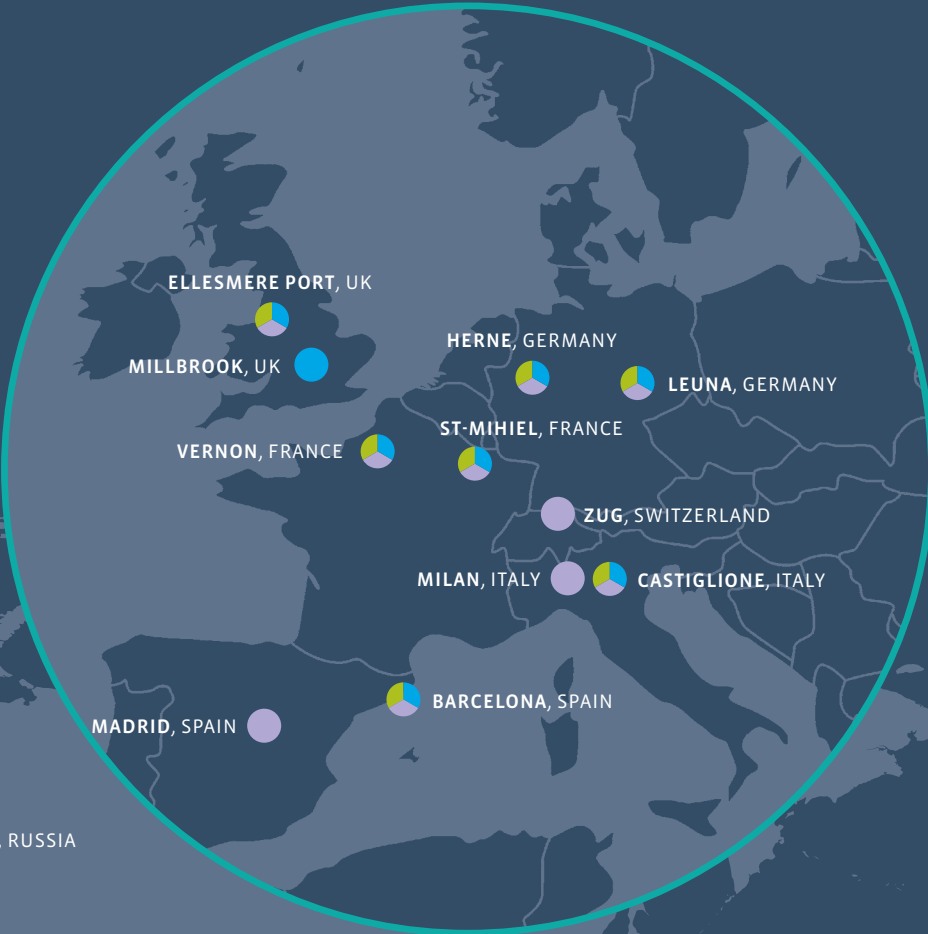 ELLESMERE PORT, UK
HERNE, GERMANY
MILLBROOK, UK
LEUNA, GERMANY
ST-MIHIEL, FRANCE
VERNON, FRANCE
ZUG, SWITZERLAND
MILAN, ITALY
CASTIGLIONE, ITALY
BARCELONA, SPAIN
MADRID, SPAIN
, RUSSIA